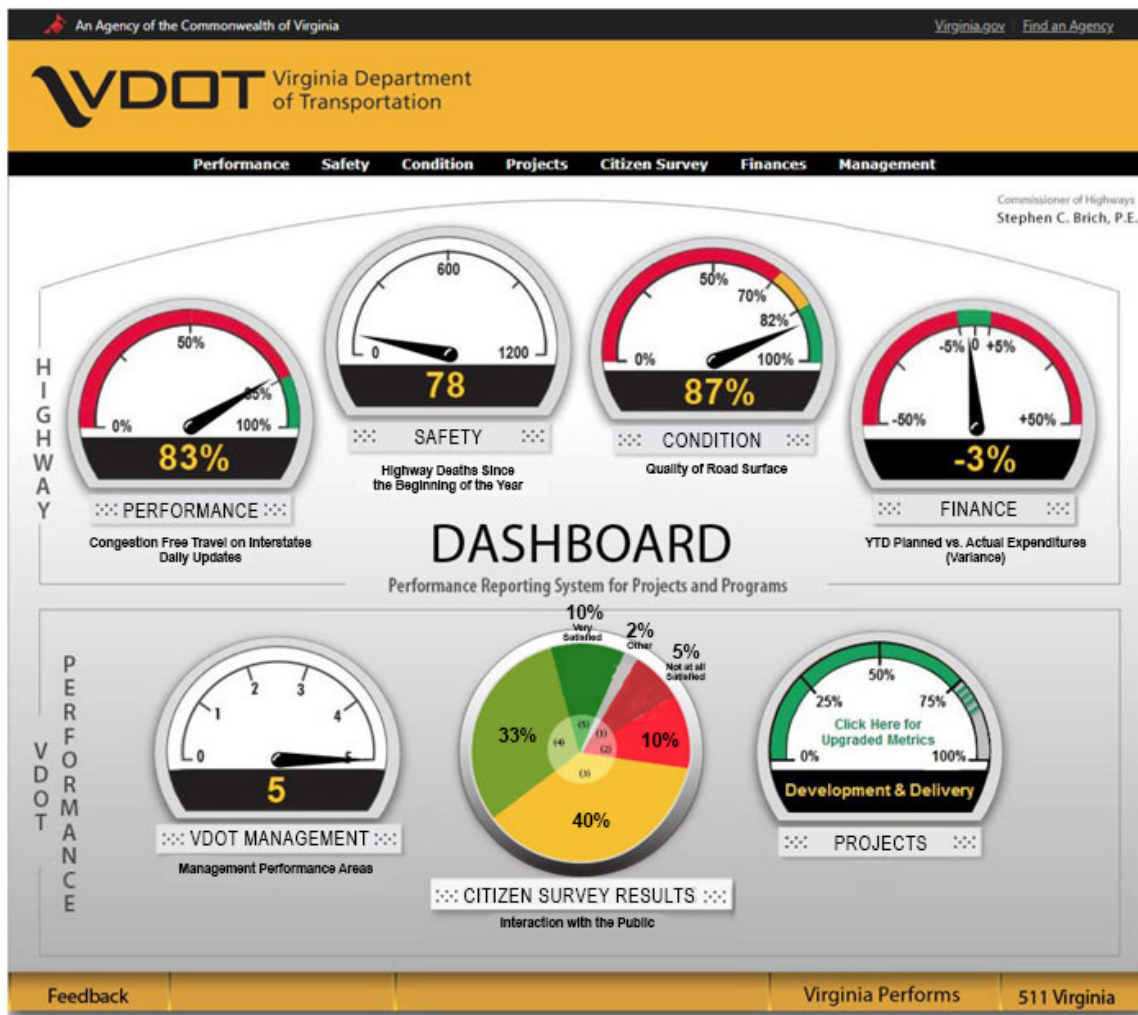 An Agency of the Commonwealth of Virginia
Virginia.gov | Find an Agency
VDOT Virginia Department
of Transportation
Performance Safety Condition Projects Citizen Survey Finances Management
Commissioner of Highways
Stephen C. Brich, P.E.
HIGHWAY
0%
50%
85%
100%
83%
PERFORMANCE
Congestion Free Travel on Interstates
Daily Updates
0
600
1200
78
SAFETY
Highway Deaths Since
the Beginning of the Year
0%
50%
70%
82%
100%
87%
CONDITION
Quality of Road Surface
-50%
-5% 0 +5%
+50%
-3%
FINANCE
YTD Planned vs. Actual Expenditures
(Variance)
DASHBOARD
Performance Reporting System for Projects and Programs
VDOT
PERFORMANCE
0
1
2
3
4
5
5
VDOT MANAGEMENT
Management Performance Areas
10%
Very
Satisfied
2%
Other
5%
Not at all
Satisfied
33%
10%
40%
(5)
(4)
(1)
(2)
(3)
CITIZEN SURVEY RESULTS
Interaction with the Public
0%
25%
50%
75%
100%
Click Here for
Upgraded Metrics
Development & Delivery
PROJECTS
Feedback
Virginia Performs
511 Virginia